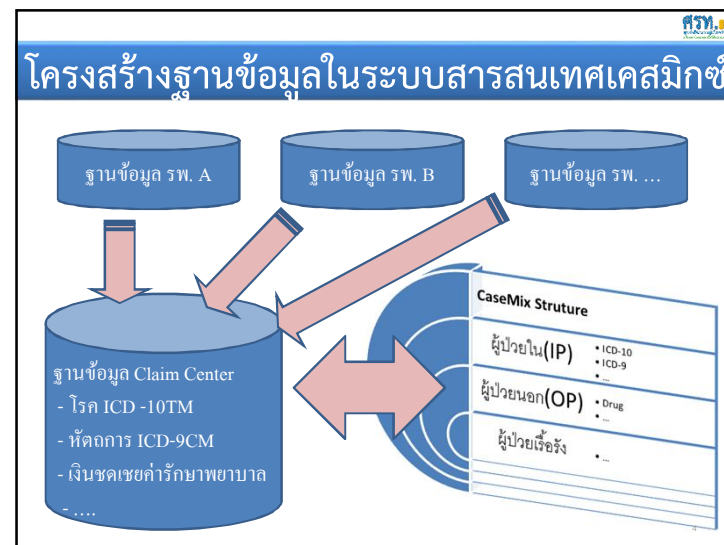 ศรท.
โครงสร้างฐานข้อมูลในระบบสารสนเทศเคสมิกซ์
ฐานข้อมูล รพ. A
ฐานข้อมูล รพ. B
ฐานข้อมูล รพ. …
ฐานข้อมูล Claim Center
- โรค ICD -10TM
- หัตถการ ICD-9CM
- เงินชดเชยค่ารักษาพยาบาล
- ….
CaseMix Struture
ผู้ป่วยใน(IP)
• ICD-10
• ICD-9
• ...
ผู้ป่วยนอก(OP)
• Drug
• ...
ผู้ป่วยเรื้อรัง
• ...
4